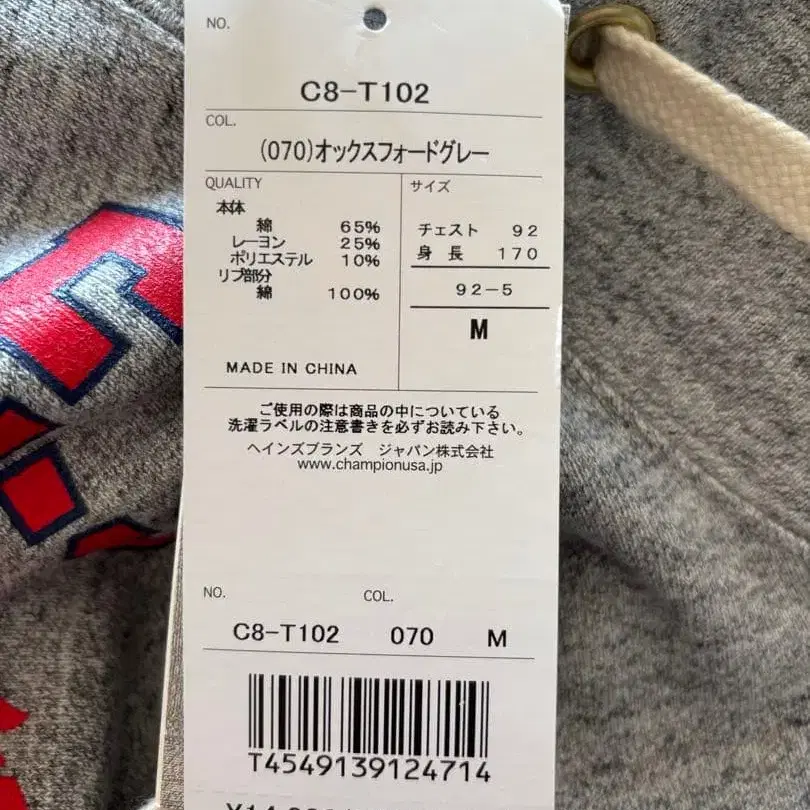 NO.
C8-T102
COL.
(070)オックスフォードグレー
QUALITY
本体
綿 65%
レーヨン 25%
ポリエステル 10%
リブ部分
綿 100%
MADE IN CHINA
サイズ
チェスト 92
身長 170
92-5
M
ご使用の際は商品の中についている
洗濯ラベルの注意書きを必ずお読み下さい。
ヘインズブランズ ジャパン株式会社
www.championusa.jp
NO. COL.
C8-T102 070 M
T4549139124714